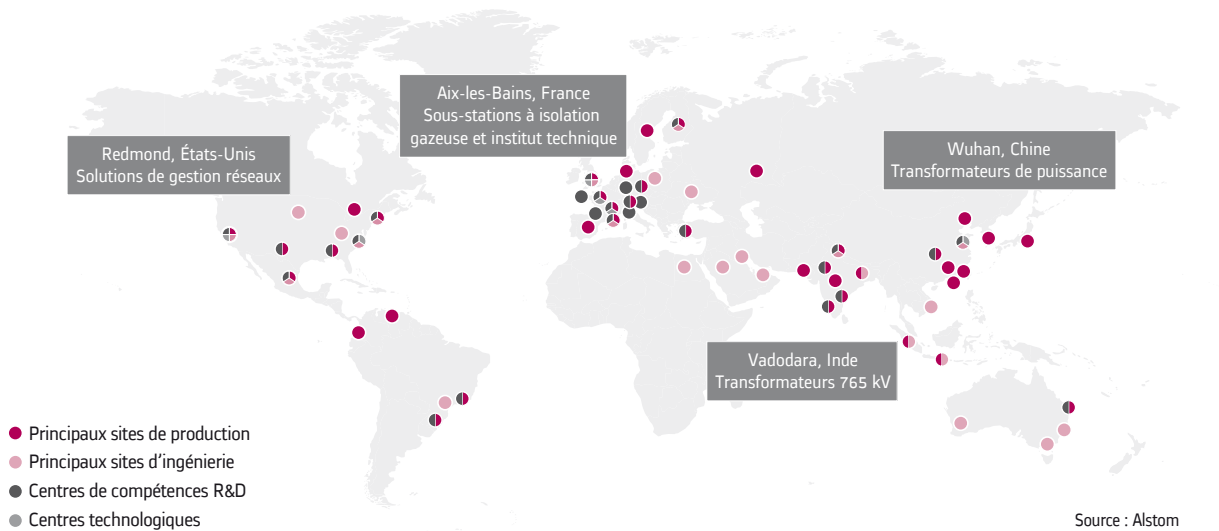 Aix-les-Bains, France
Sous-stations à isolation
gazeuse et institut technique
Redmond, États-Unis
Solutions de gestion réseaux
Wuhan, Chine
Transformateurs de puissance
Vadodara, Inde
Transformateurs 765 kV
Principaux sites de production
Principaux sites d'ingénierie
Centres de compétences R&D
Centres technologiques
Source : Alstom